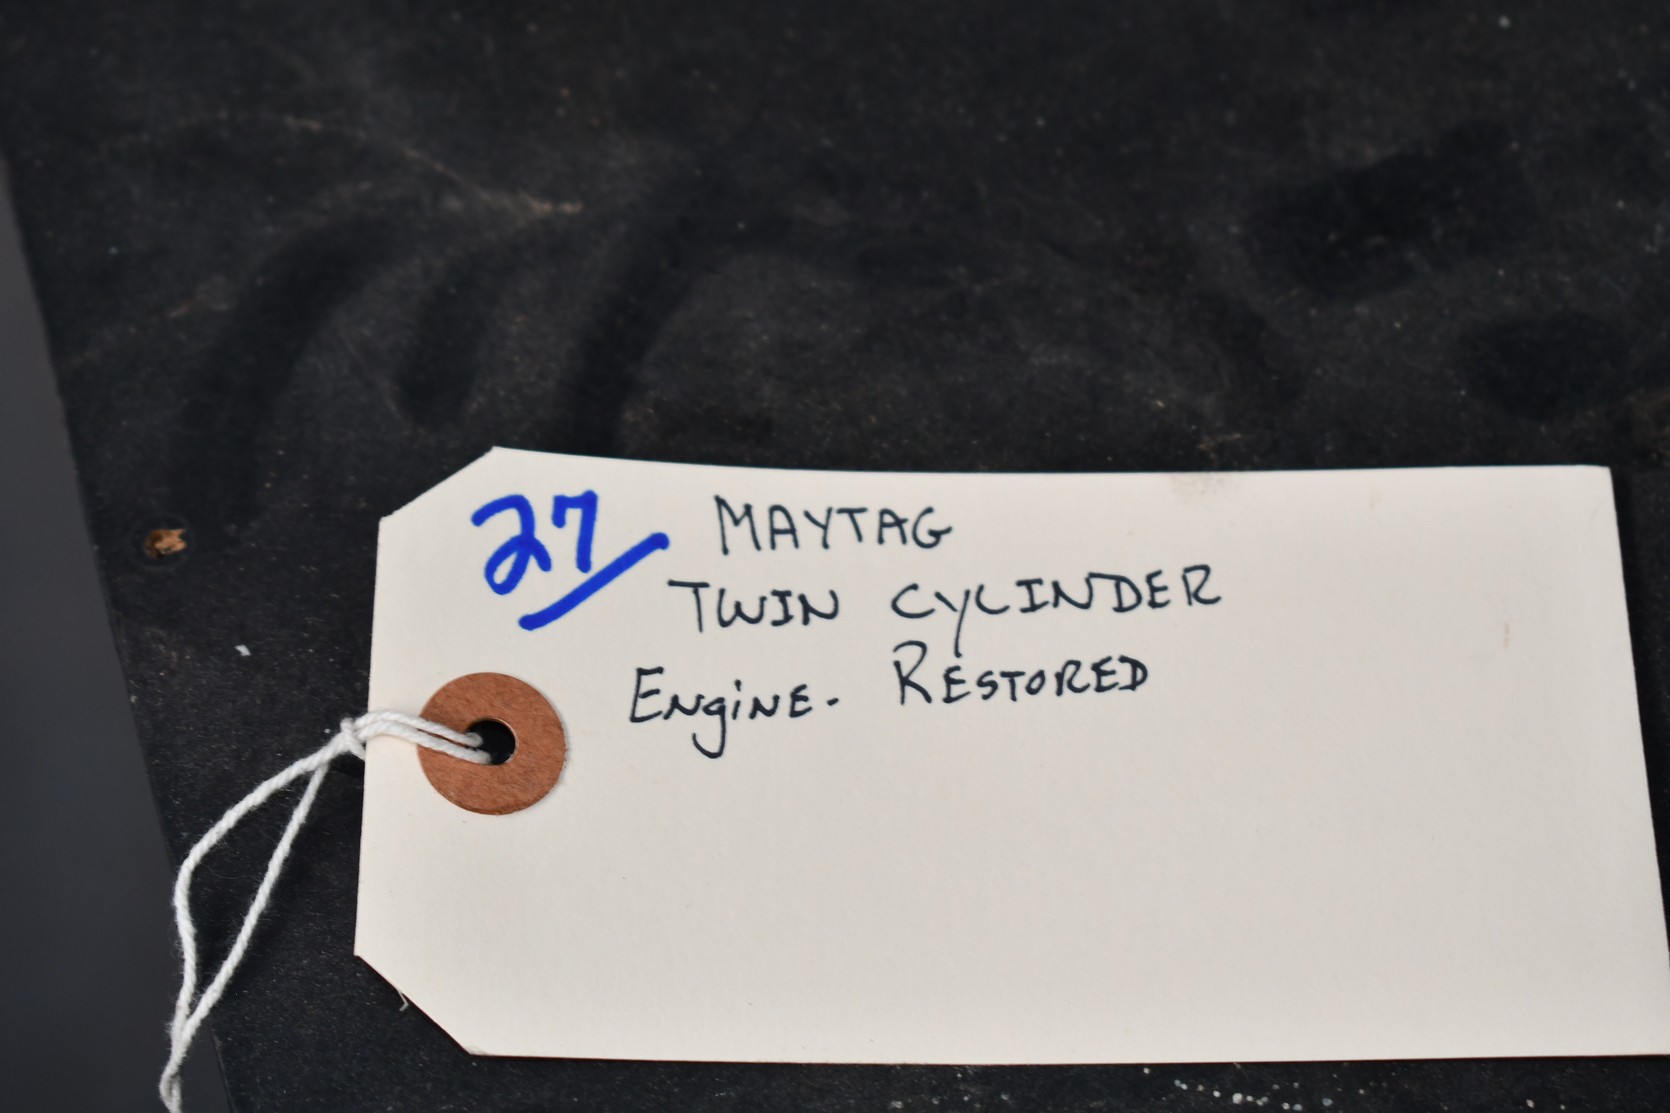 27 MAYTAG
TWIN CYLINDER
ENgiNE. RESTORED